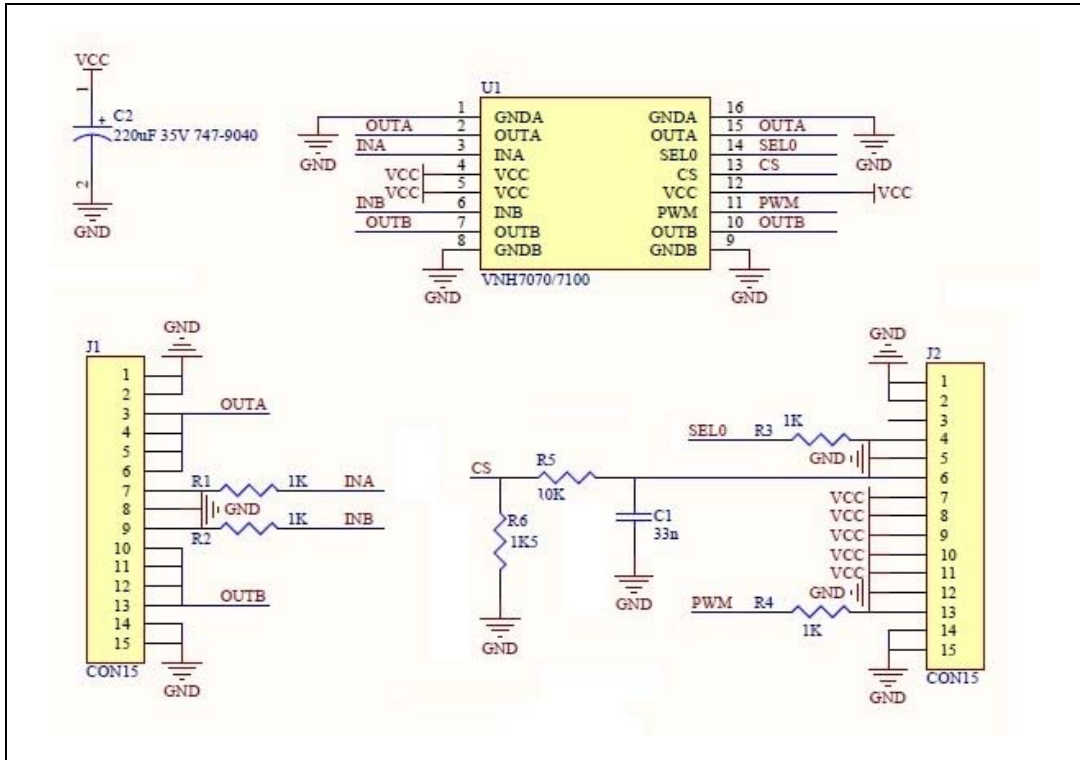 VCC
1
+ C2
220uF 35V 747-9040
2
GND
U1
1 GNDA GNDA 16
OUTA 2 OUTA OUTA 15 OUTA
INA 3 INA SEL0 14 SEL0
VCC 4 VCC CS 13 CS
VCC 5 VCC VCC 12 VCC
INB 6 INB PWM 11 PWM
OUTB 7 OUTB OUTB 10 OUTB
8 GNDB GNDB 9
GND
GND
GND
GND
VNH7070/7100
GND
J1
1
2
3 OUTA
4
5
6
7 R1 1K INA
8 GND
9 R2 1K INB
10
11
12
13 OUTB
14
15
CON15
GND
CS
R5
10K
R6
1K5
GND
C1
33n
GND
GND
J2
1
2
3
SEL0 R3 1K 4
GND 5
6
VCC 7
VCC 8
VCC 9
VCC 10
VCC 11
GND 12
PWM R4 1K 13
14
15
CON15
GND